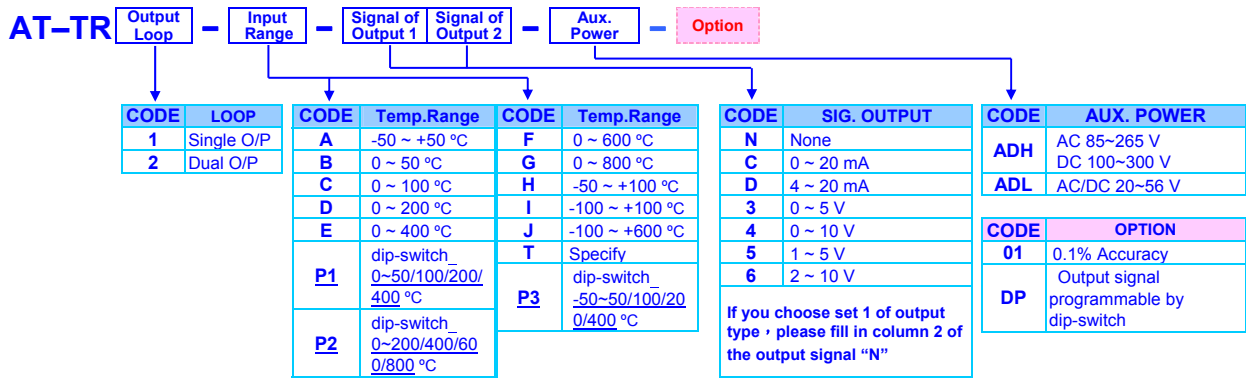 AT–TR Output Loop – Input Range – Signal of Output 1 Signal of Output 2 – Aux. Power – Option
CODE LOOP
1 Single O/P
2 Dual O/P
CODE Temp.Range
A -50 ~ +50 ºC
B 0 ~ 50 ºC
C 0 ~ 100 ºC
D 0 ~ 200 ºC
E 0 ~ 400 ºC
P1 dip-switch_
0~50/100/200/
400 ºC
P2 dip-switch_
0~200/400/60
0/800 ºC
CODE Temp.Range
F 0 ~ 600 ºC
G 0 ~ 800 ºC
H -50 ~ +100 ºC
I -100 ~ +100 ºC
J -100 ~ +600 ºC
T Specify
P3 dip-switch_
-50~50/100/20
0/400 ºC
CODE SIG. OUTPUT
N None
C 0 ~ 20 mA
D 4 ~ 20 mA
3 0 ~ 5 V
4 0 ~ 10 V
5 1 ~ 5 V
6 2 ~ 10 V
If you choose set 1 of output
type，please fill in column 2 of
the output signal “N”
CODE AUX. POWER
ADH AC 85~265 V
DC 100~300 V
ADL AC/DC 20~56 V
CODE OPTION
01 0.1% Accuracy
DP Output signal
programmable by
dip-switch